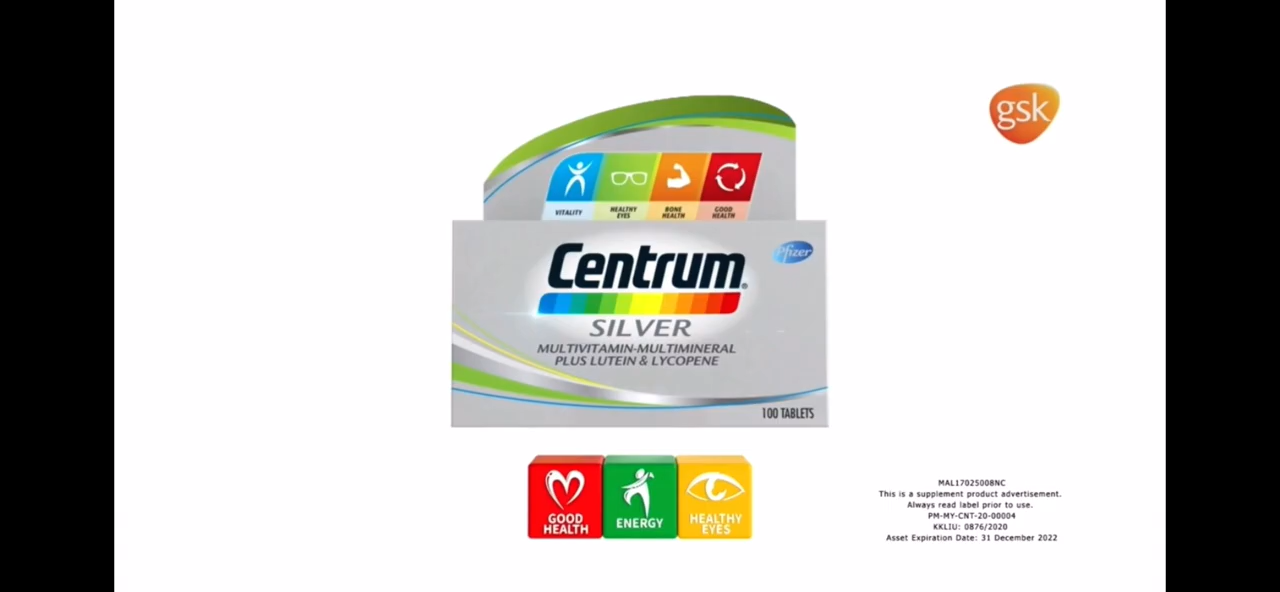 gsk
VITALITY
HEALTHY
EYES
BONE
HEALTH
GOOD
HEALTH
Centrum®
Pfizer
SILVER
MULTIVITAMIN-MULTIMINERAL
PLUS LUTEIN & LYCOPENE
100 TABLETS
GOOD
HEALTH
ENERGY
HEALTHY
EYES
MAL17025008NC
This is a supplement product advertisement.
Always read label prior to use.
PM-MY-CNT-20-00004
KKLIU: 0876/2020
Asset Expiration Date: 31 December 2022